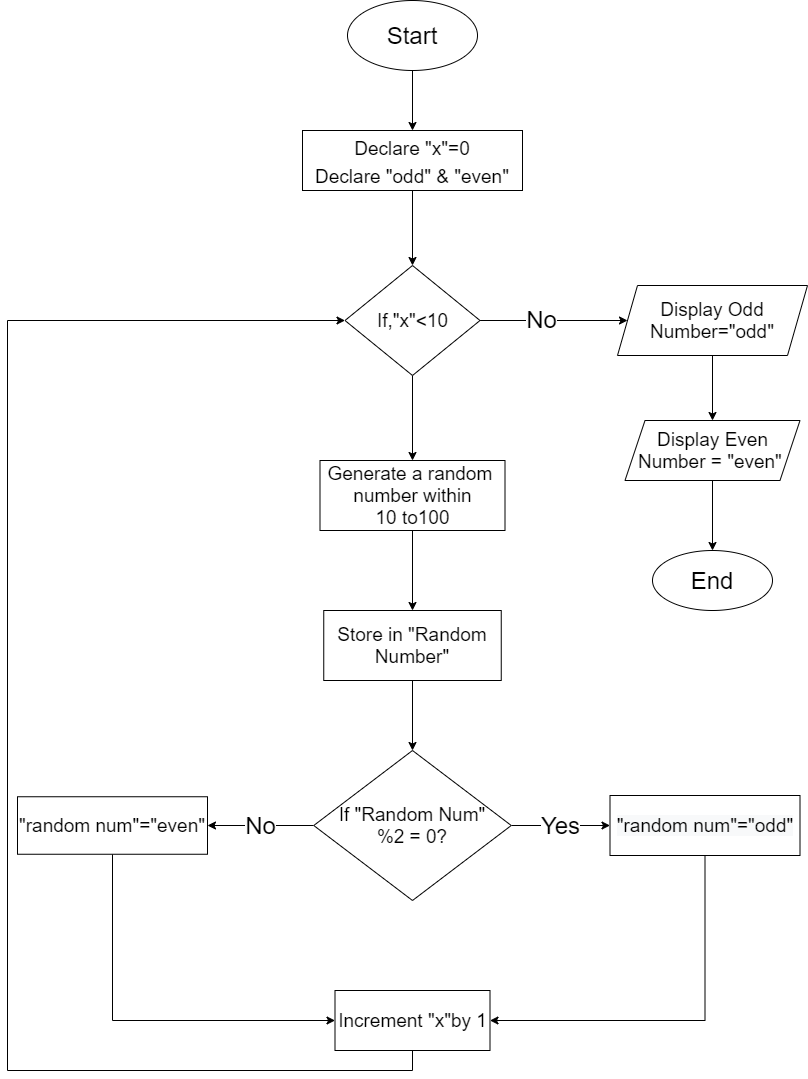 Start
Declare "x"=0
Declare "odd" & "even"
If,"x"<10
No
Display Odd
Number="odd"
Display Even
Number = "even"
End
Generate a random
number within
10 to100
Store in "Random
Number"
If "Random Num"
%2 = 0?
No
"random num"="even"
Yes
"random num"="odd"
Increment "x"by 1